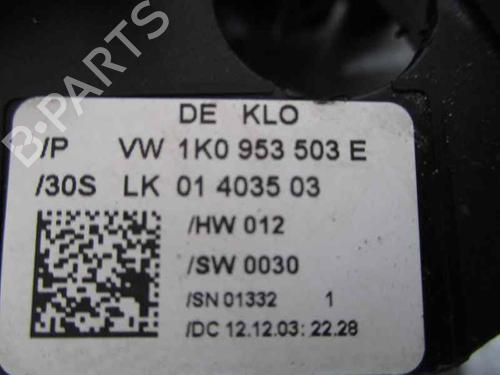 DE KLO
/P VW 1K0 953 503 E
/30S LK 01 4035 03
/HW 012
/SW 0030
/SN 01332 1
/DC 12.12.03: 22.28
B-PARTS